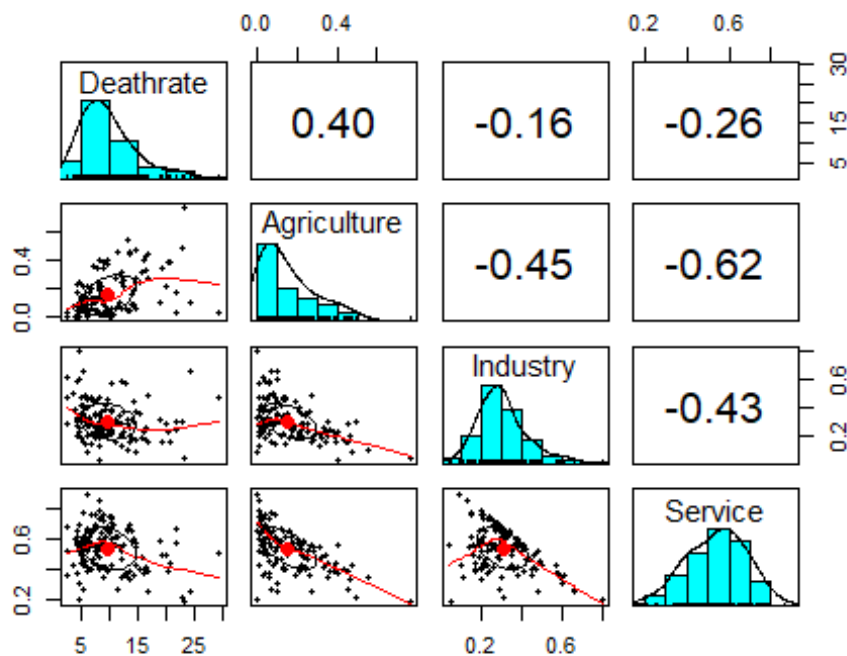 0.0 0.4 0.2 0.6
Deathrate 0.40 -0.16 -0.26 5 15 30
0.0 0.4 Agriculture -0.45 -0.62
Industry -0.43 0.2 0.6
0.2 0.6 Service
5 15 25 0.2 0.6